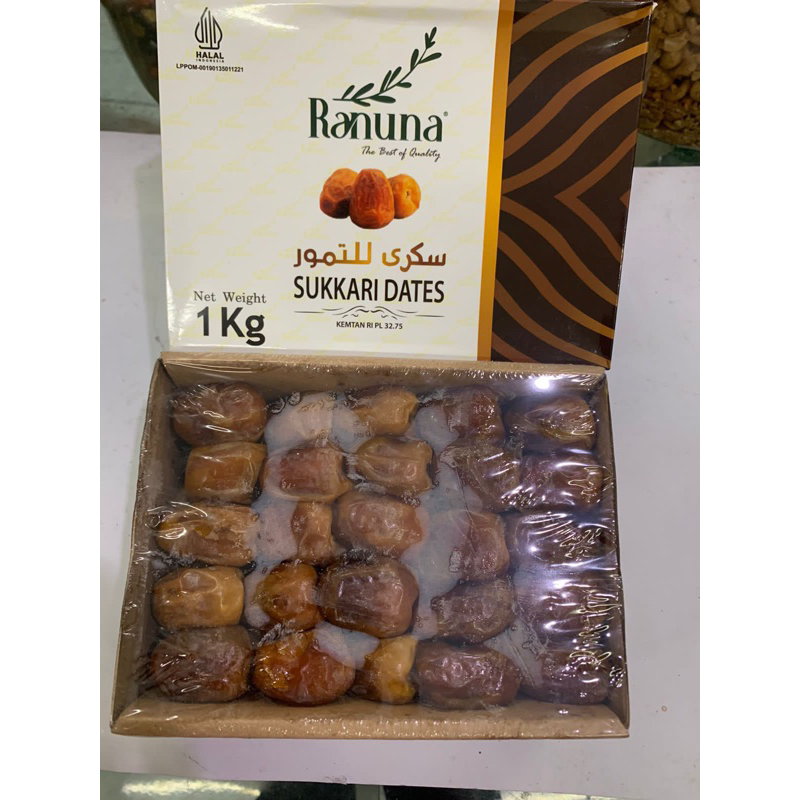 HALAL
INDONESIA
LPPOM-00190135011221
Ranuna®
The Best of Quality
سكرى للتمور
SUKKARI DATES
Net Weight
1 Kg
KEMTAN RI PL 32.75